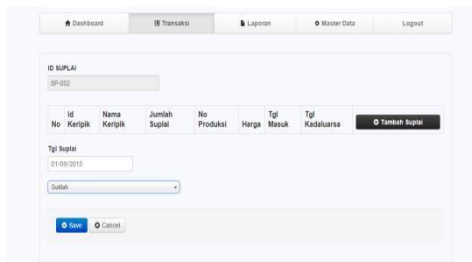 Dashboard
Transaksi
Laporan
Master Data
Logout
ID SUPLAI
SP-002
No
Id Keripik
Nama Keripik
Jumlah Suplai
No Produksi
Harga
Tgl Masuk
Tgl Kadaluarsa
Tambah Suplai
Tgl Suplai
01/09/2015
Save
Cancel